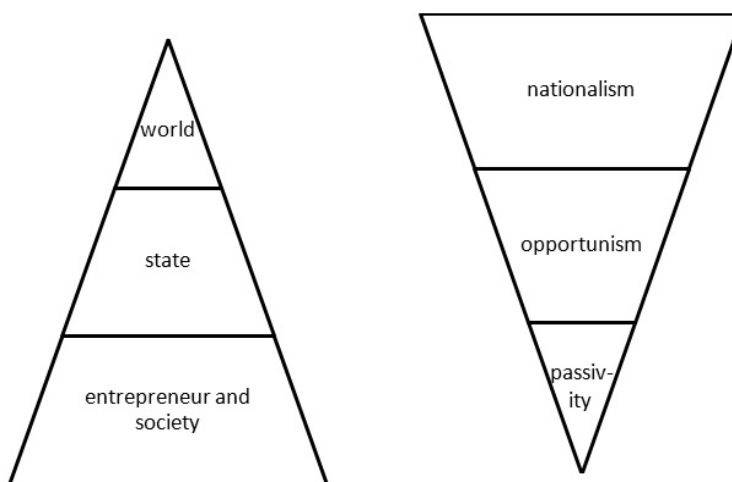 world
state
entrepreneur and
society
nationalism
opportunism
passiv-
ity